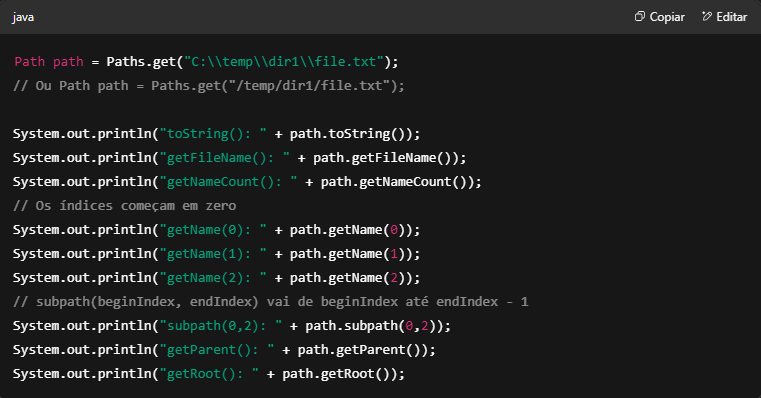 java
Copiar
Editar
Path path = Paths.get("C:\\temp\\dir1\\file.txt");
// Ou Path path = Paths.get("/temp/dir1/file.txt");
System.out.println("toString(): " + path.toString());
System.out.println("getFileName(): " + path.getFileName());
System.out.println("getNameCount(): " + path.getNameCount());
// Os índices começam em zero
System.out.println("getName(0): " + path.getName(0));
System.out.println("getName(1): " + path.getName(1));
System.out.println("getName(2): " + path.getName(2));
// subpath(beginIndex, endIndex) vai de beginIndex até endIndex - 1
System.out.println("subpath(0,2): " + path.subpath(0,2));
System.out.println("getParent(): " + path.getParent());
System.out.println("getRoot(): " + path.getRoot());